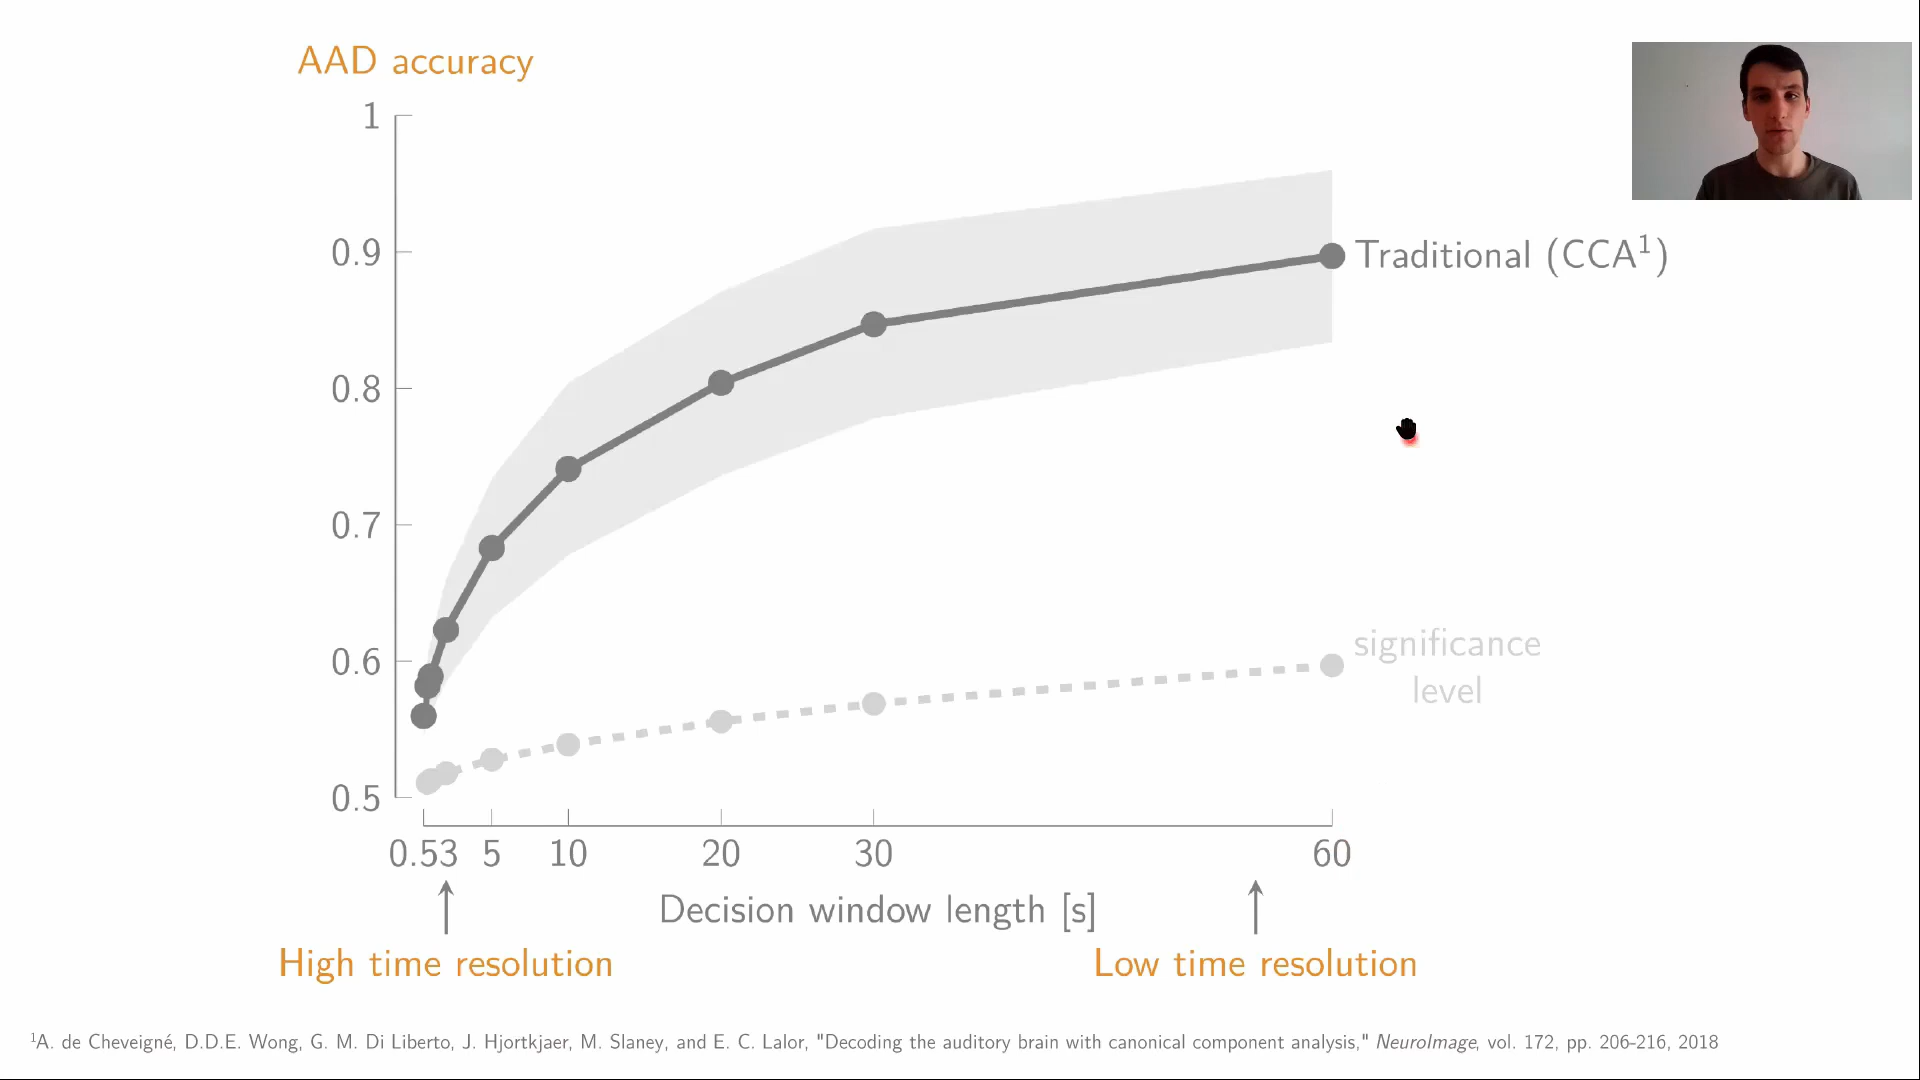 AAD accuracy
1
0.9
0.8
0.7
0.6
0.5
Traditional (CCA¹)
significance
level
0.53 5 10 20 30 60
Decision window length [s]
High time resolution
Low time resolution
¹A. de Cheveigné, D.D.E. Wong, G. M. Di Liberto, J. Hjortkjaer, M. Slaney, and E. C. Lalor, "Decoding the auditory brain with canonical component analysis," NeuroImage, vol. 172, pp. 206-216, 2018